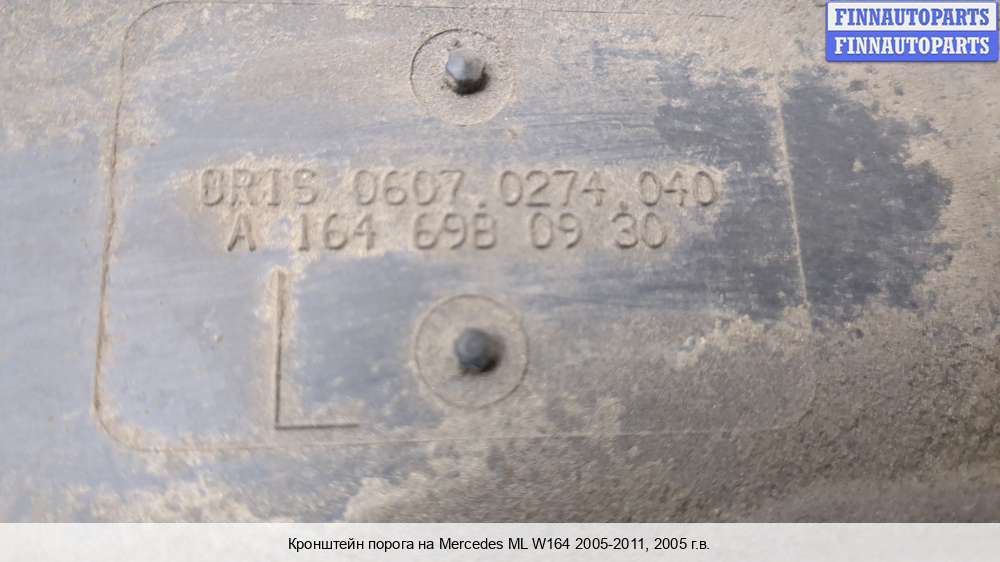 FINNAUTOPARTS
FINNAUTOPARTS
ORIS 0607.0274.040
A 164 698 09 30
L
Кронштейн порога на Mercedes ML W164 2005-2011, 2005 г.в.